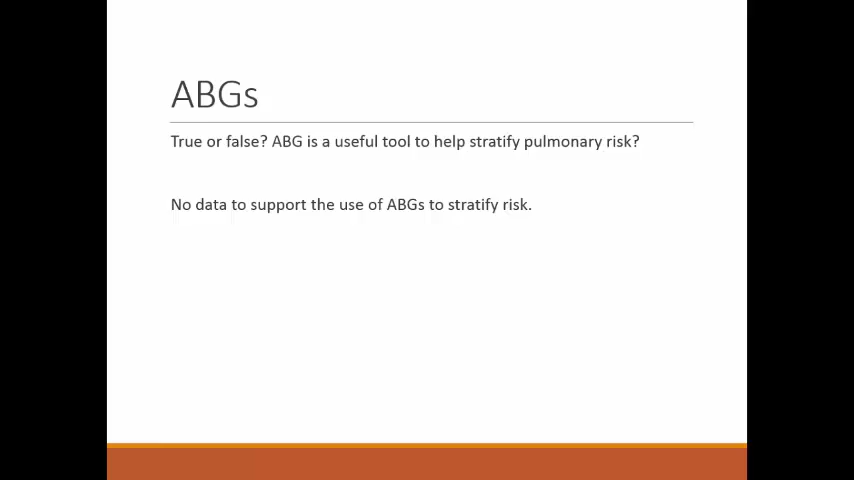 ABGs
True or false? ABG is a useful tool to help stratify pulmonary risk?
No data to support the use of ABGs to stratify risk.